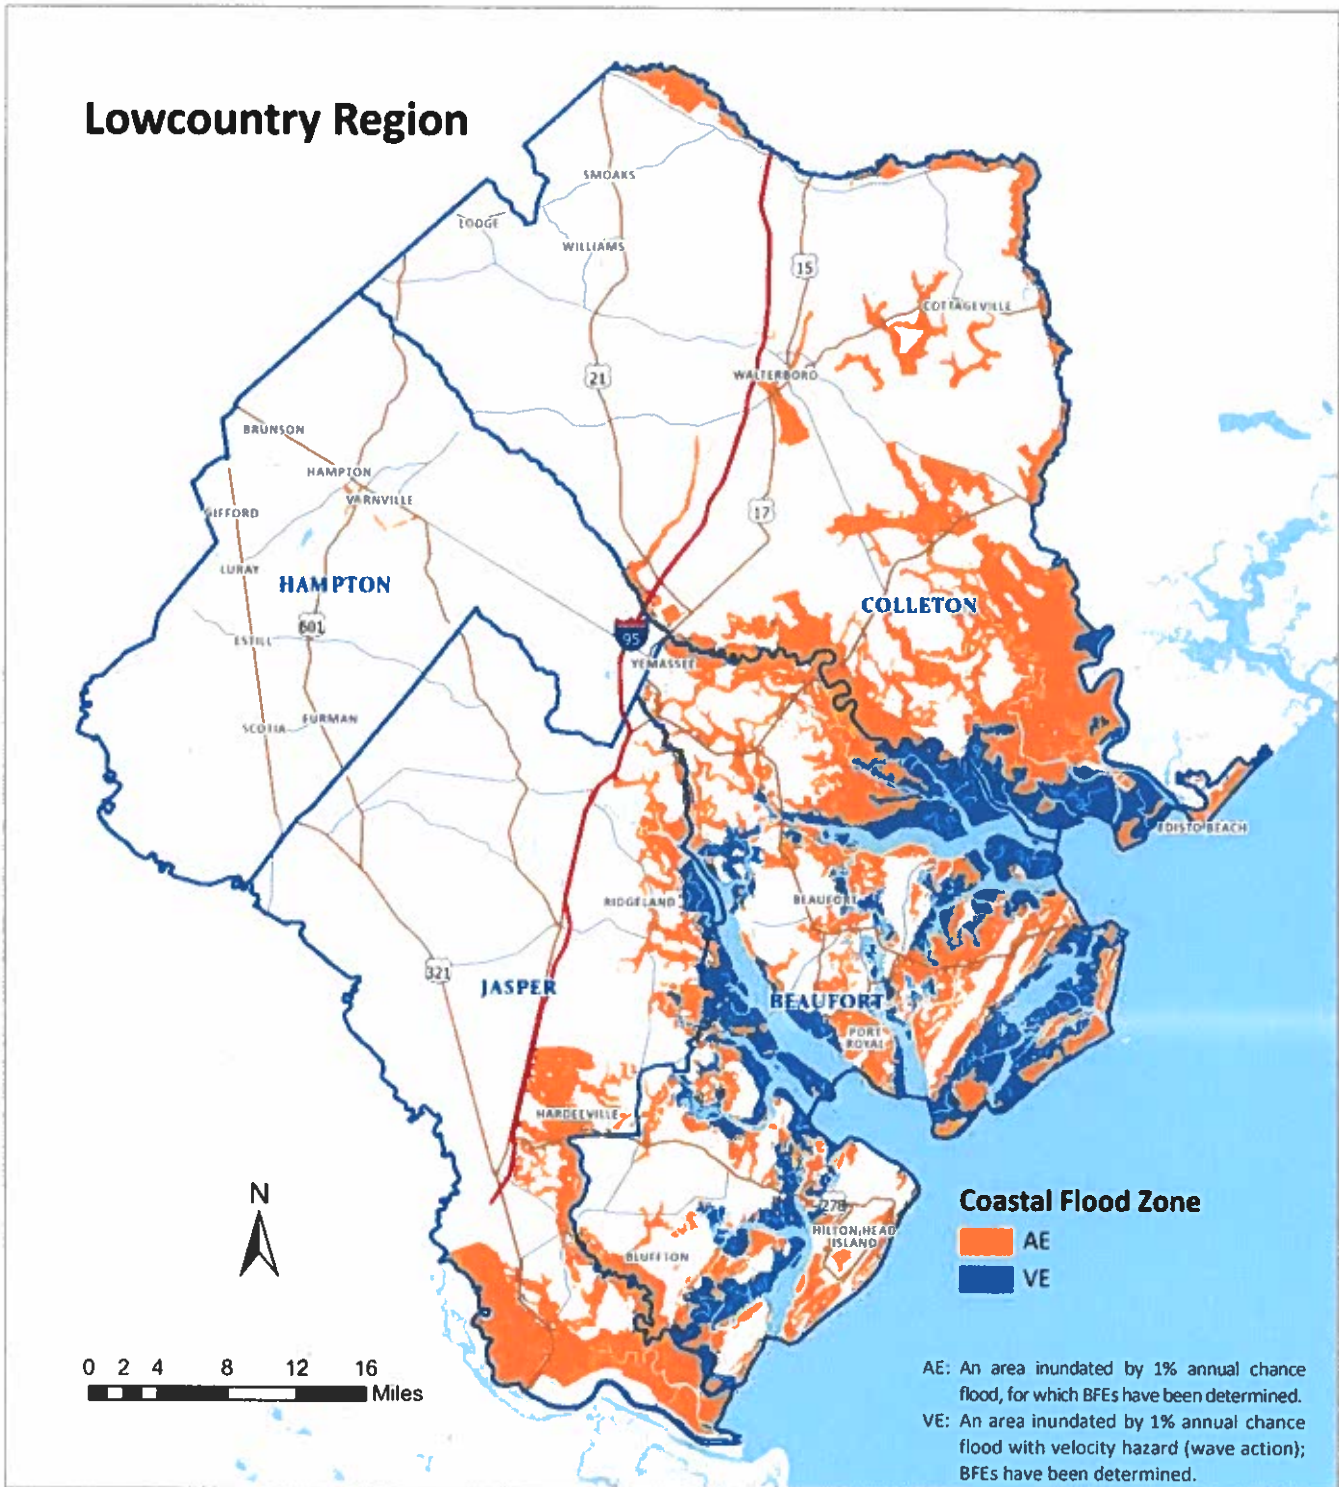 Lowcountry Region
SMOAKS
LODGE
WILLIAMS
15
COTTAGEVILLE
21
WALTERBORO
BRUNSON
HAMPTON
VARNVILLE
GIFFORD
17
LURAY
HAMPTON
COLLETON
601
ESTILL
95
YEMASSEE
SCOTIA
FURMAN
EDISTO BEACH
RIDGELAND
BEAUFORT
321
JASPER
BEAUFORT
PORT
ROYAL
HARDEEVILLE
N
278
HILTON HEAD
ISLAND
BLUFFTON
Coastal Flood Zone
AE
VE
0 2 4 8 12 16
Miles
AE: An area inundated by 1% annual chance
flood, for which BFEs have been determined.
VE: An area inundated by 1% annual chance
flood with velocity hazard (wave action);
BFEs have been determined.